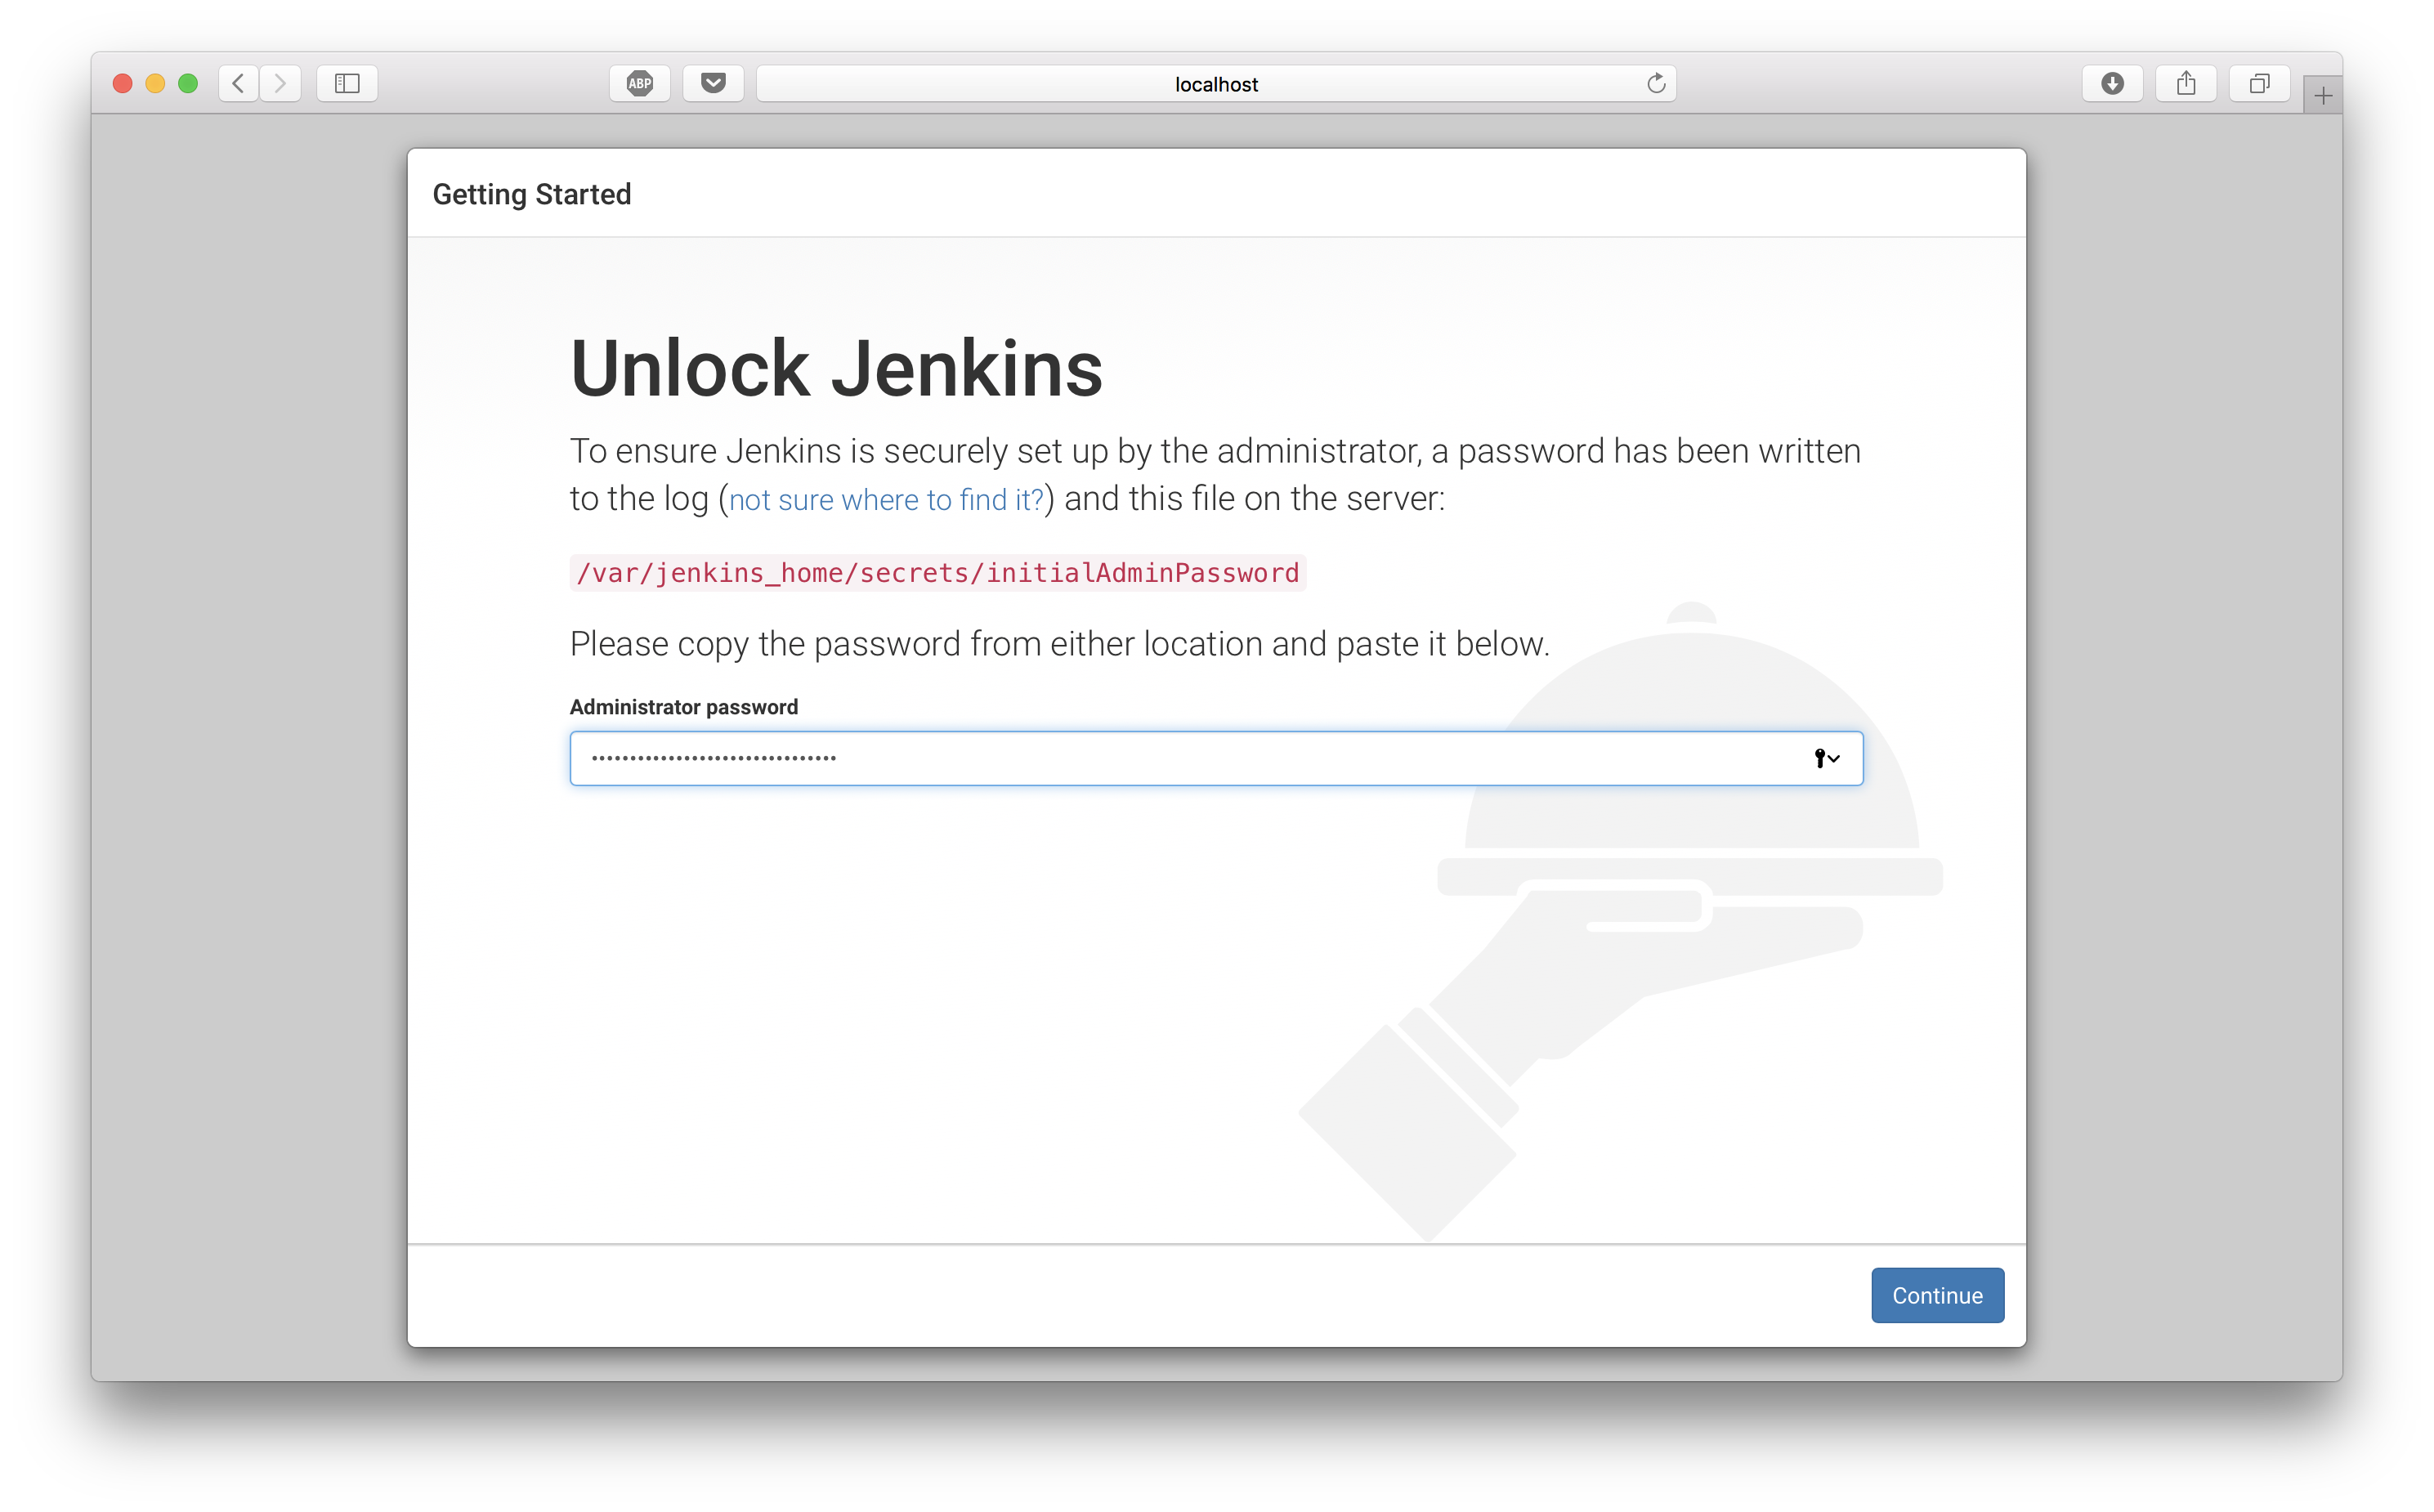 ABP
localhost
Getting Started
Unlock Jenkins
To ensure Jenkins is securely set up by the administrator, a password has been written
to the log (not sure where to find it?) and this file on the server:
/var/jenkins_home/secrets/initialAdminPassword
Please copy the password from either location and paste it below.
Administrator password
••••••••••••••••••••••••••••••••
Continue